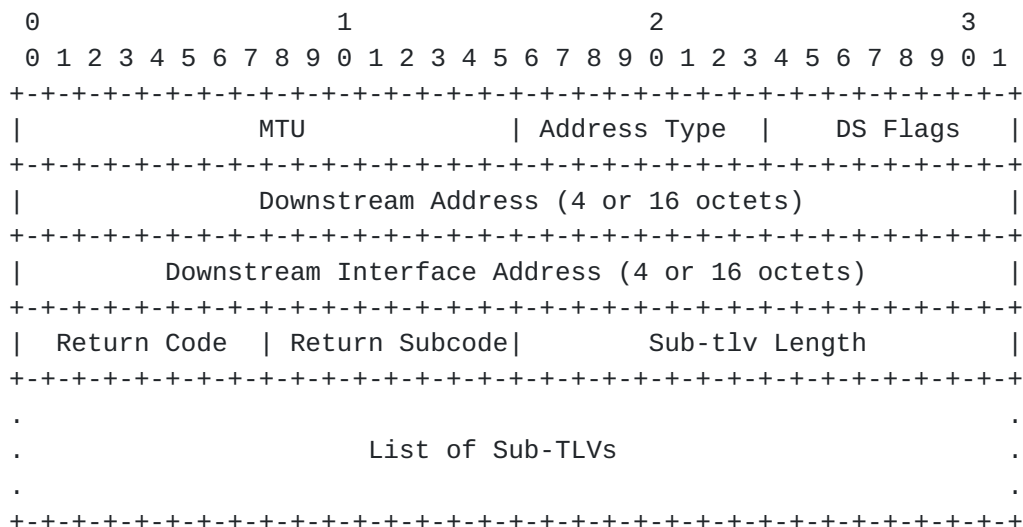 0                   1                   2                   3
 0 1 2 3 4 5 6 7 8 9 0 1 2 3 4 5 6 7 8 9 0 1 2 3 4 5 6 7 8 9 0 1
+-+-+-+-+-+-+-+-+-+-+-+-+-+-+-+-+-+-+-+-+-+-+-+-+-+-+-+-+-+-+-+-+
|               MTU             | Address Type  |    DS Flags   |
+-+-+-+-+-+-+-+-+-+-+-+-+-+-+-+-+-+-+-+-+-+-+-+-+-+-+-+-+-+-+-+-+
|               Downstream Address (4 or 16 octets)             |
+-+-+-+-+-+-+-+-+-+-+-+-+-+-+-+-+-+-+-+-+-+-+-+-+-+-+-+-+-+-+-+-+
|         Downstream Interface Address (4 or 16 octets)         |
+-+-+-+-+-+-+-+-+-+-+-+-+-+-+-+-+-+-+-+-+-+-+-+-+-+-+-+-+-+-+-+-+
|  Return Code  | Return Subcode|        Sub-tlv Length         |
+-+-+-+-+-+-+-+-+-+-+-+-+-+-+-+-+-+-+-+-+-+-+-+-+-+-+-+-+-+-+-+-+
.                                                               .
.                      List of Sub-TLVs                         .
.                                                               .
+-+-+-+-+-+-+-+-+-+-+-+-+-+-+-+-+-+-+-+-+-+-+-+-+-+-+-+-+-+-+-+-+